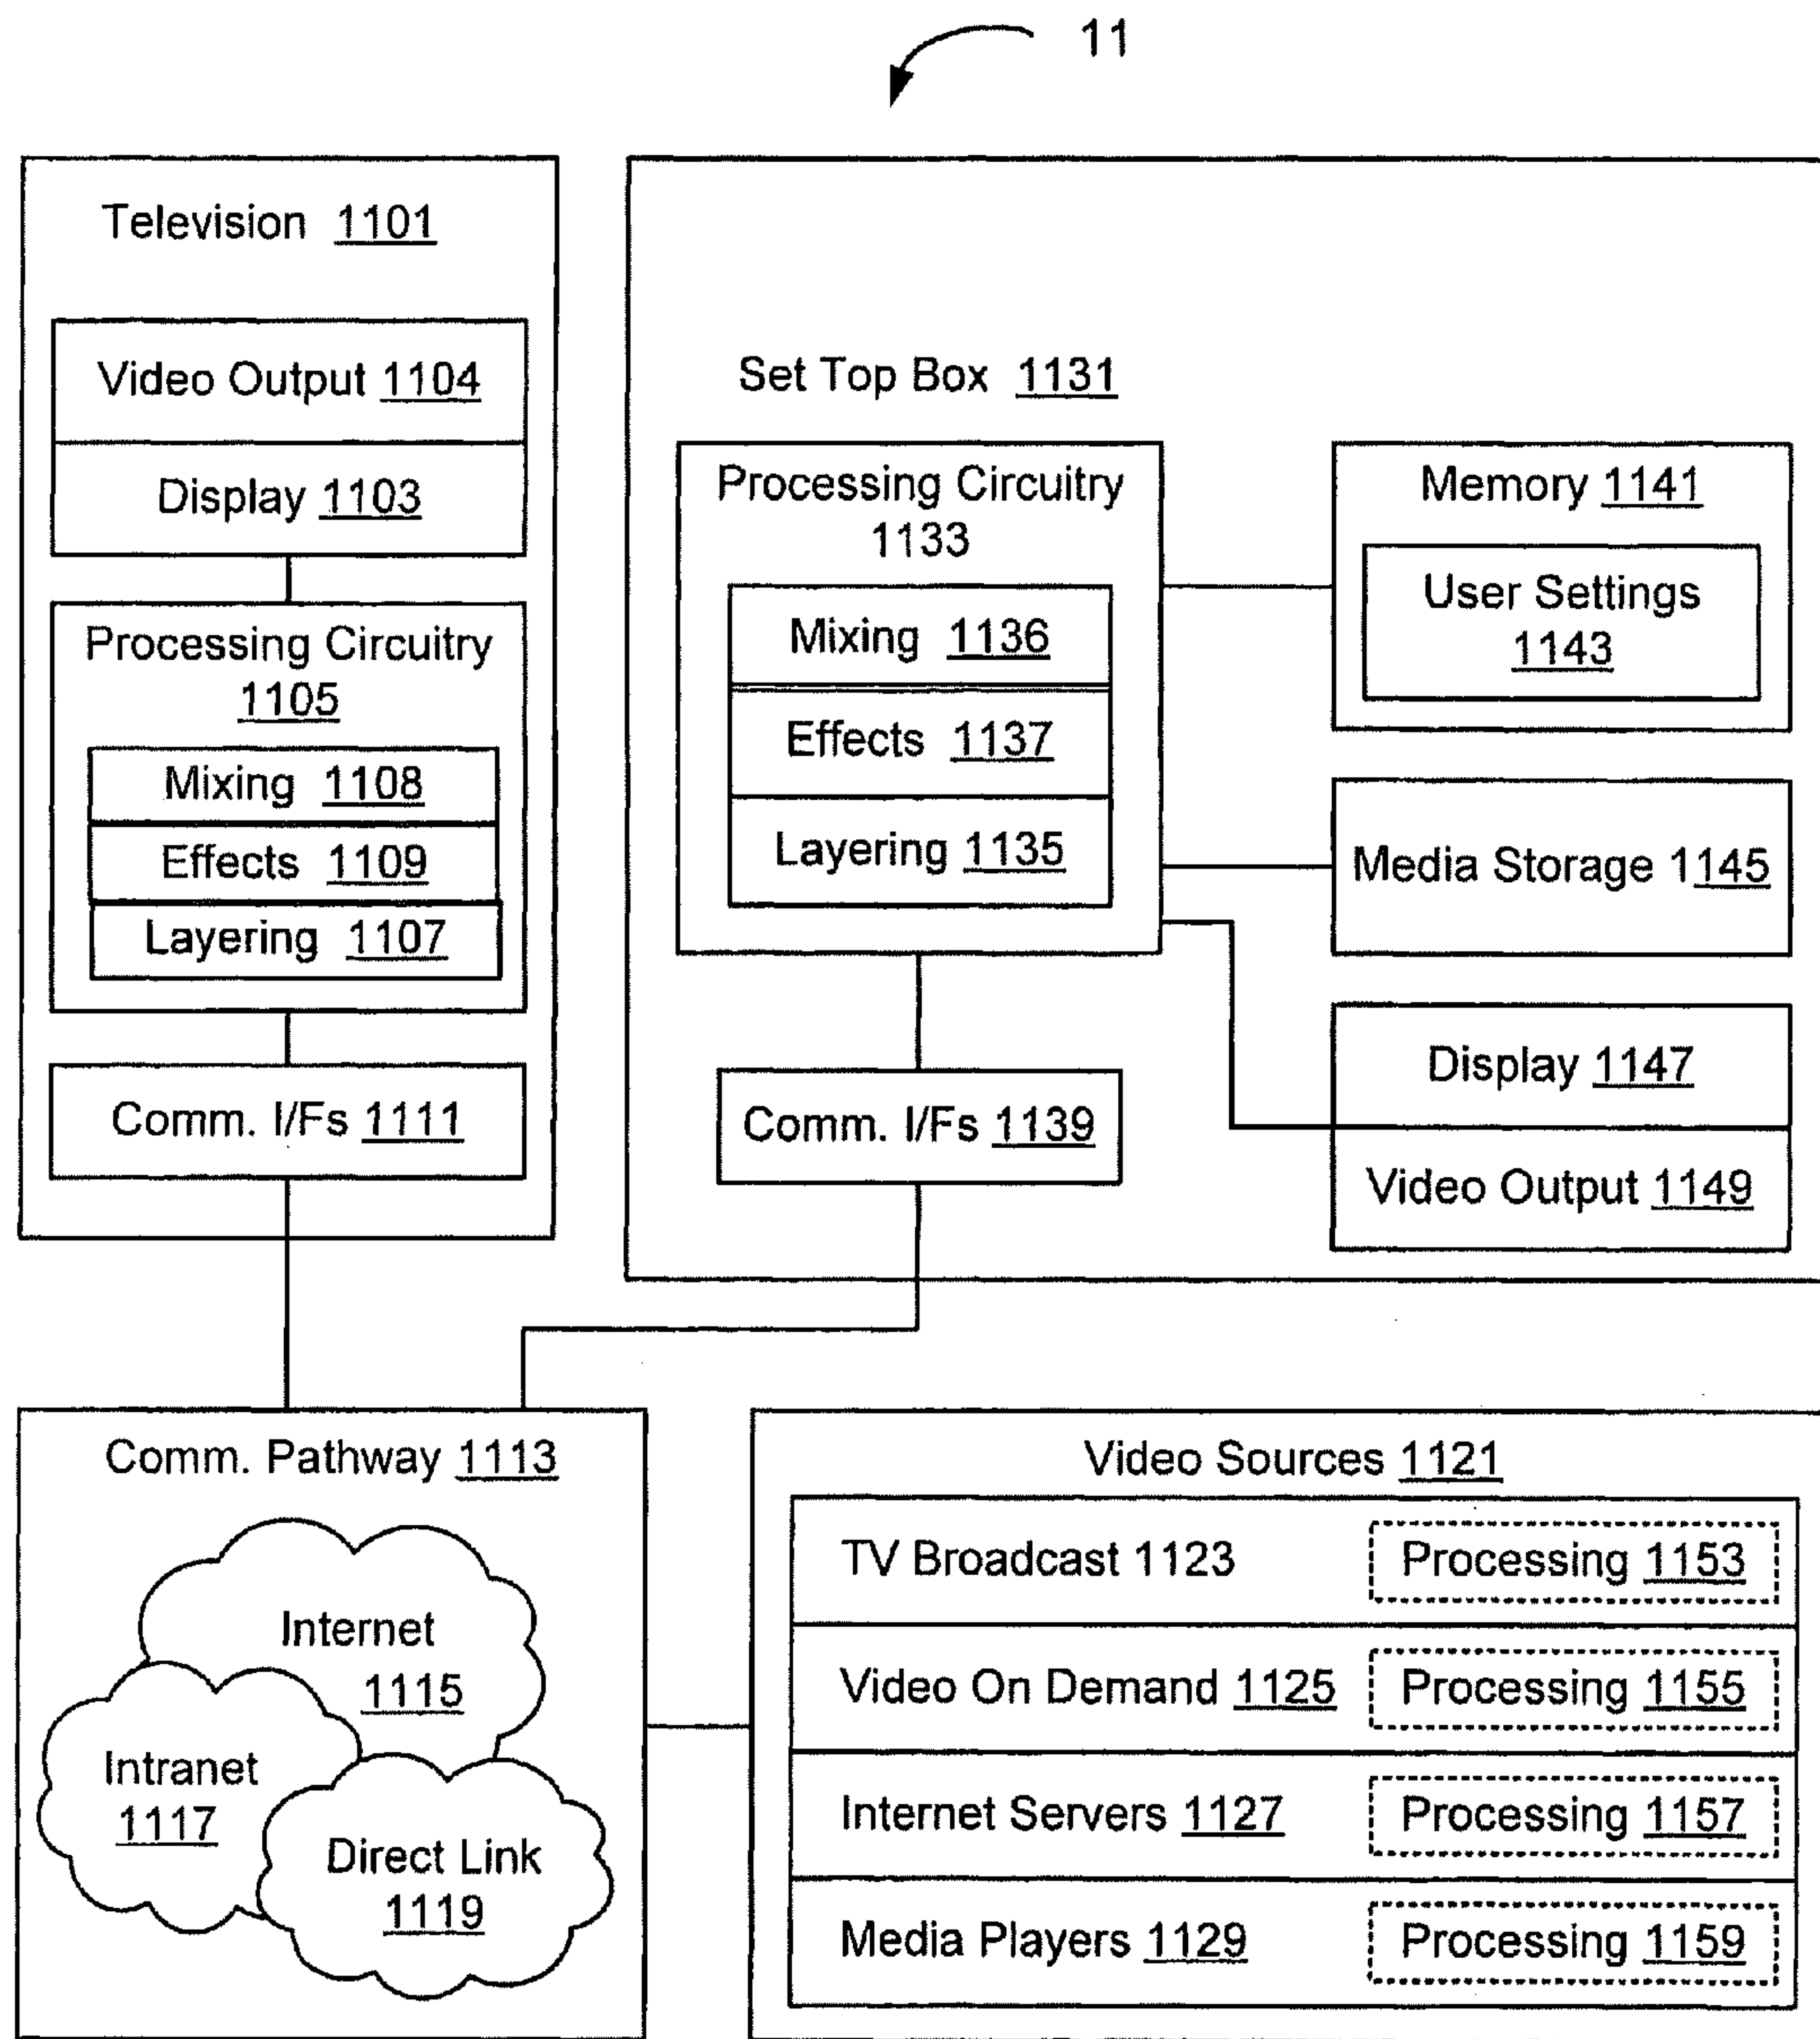 11
Television 1101
Video Output 1104
Display 1103
Processing Circuitry
1105
Mixing 1108
Effects 1109
Layering 1107
Comm. I/Fs 1111
Set Top Box 1131
Processing Circuitry
1133
Mixing 1136
Effects 1137
Layering 1135
Comm. I/Fs 1139
Memory 1141
User Settings
1143
Media Storage 1145
Display 1147
Video Output 1149
Comm. Pathway 1113
Internet
1115
Intranet
1117
Direct Link
1119
Video Sources 1121
TV Broadcast 1123
Processing 1153
Video On Demand 1125
Processing 1155
Internet Servers 1127
Processing 1157
Media Players 1129
Processing 1159